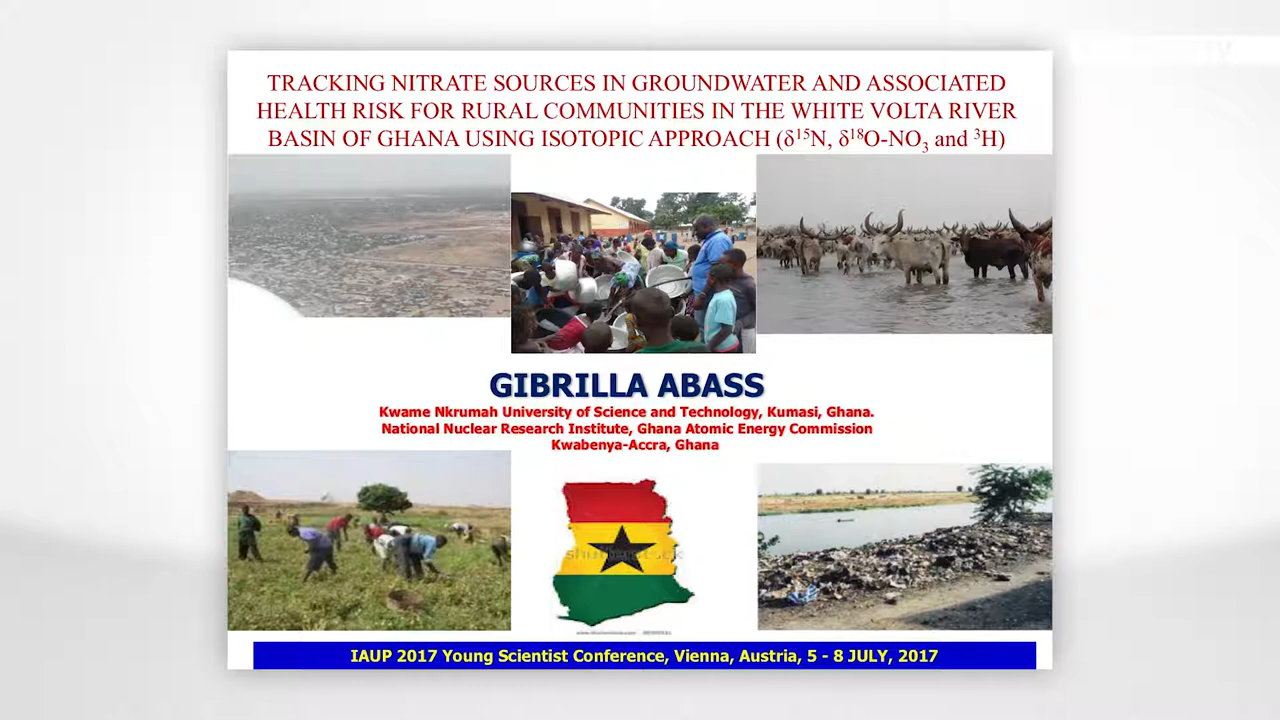 TRACKING NITRATE SOURCES IN GROUNDWATER AND ASSOCIATED
HEALTH RISK FOR RURAL COMMUNITIES IN THE WHITE VOLTA RIVER
BASIN OF GHANA USING ISOTOPIC APPROACH (δ¹⁵N, δ¹⁸O-NO₃ and ³H)
GIBRILLA ABASS
Kwame Nkrumah University of Science and Technology, Kumasi, Ghana.
National Nuclear Research Institute, Ghana Atomic Energy Commission
Kwabenya-Accra, Ghana
IAUP 2017 Young Scientist Conference, Vienna, Austria, 5 - 8 JULY, 2017